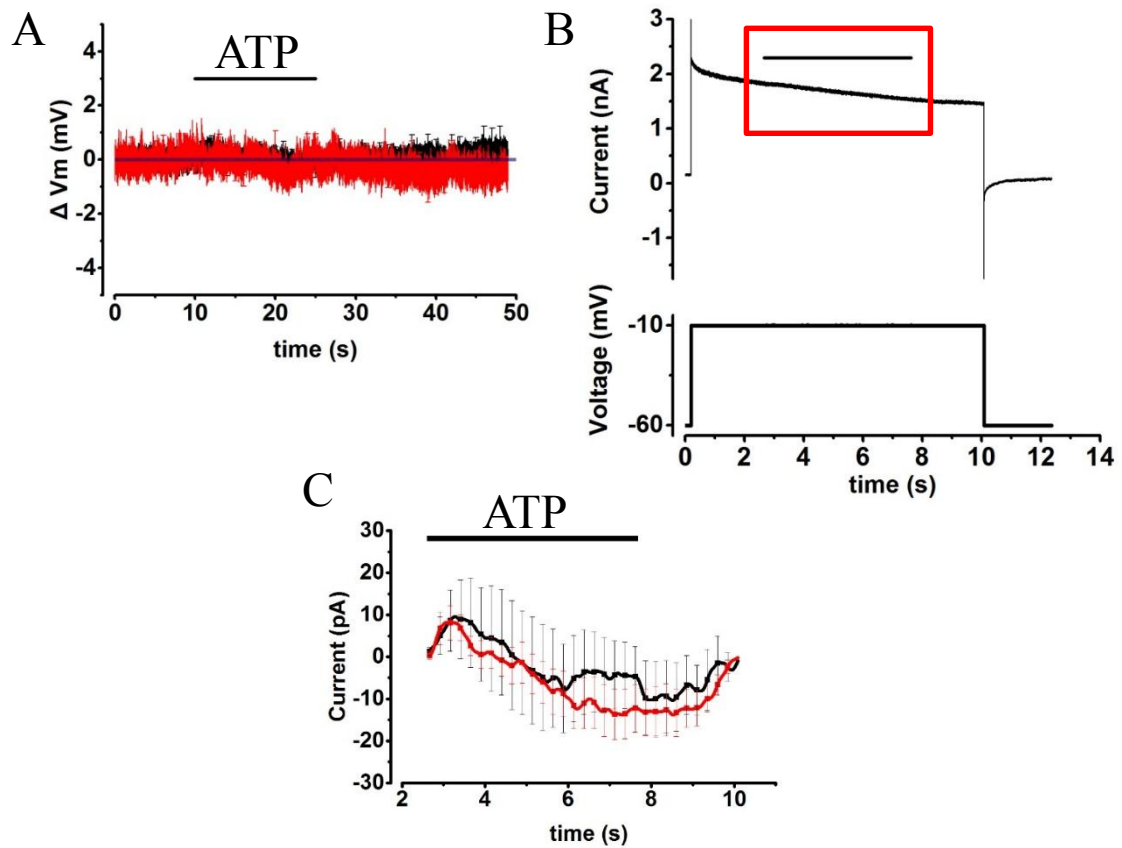 A
ATP
4
2
0
-2
-4
Δ Vm (mV)
0 10 20 30 40 50
time (s)
B
3
2
1
0
-1
Current (nA)
-10
-60
Voltage (mV)
0 2 4 6 8 10 12 14
time (s)
C
ATP
30
20
10
0
-10
-20
-30
Current (pA)
2 4 6 8 10
time (s)